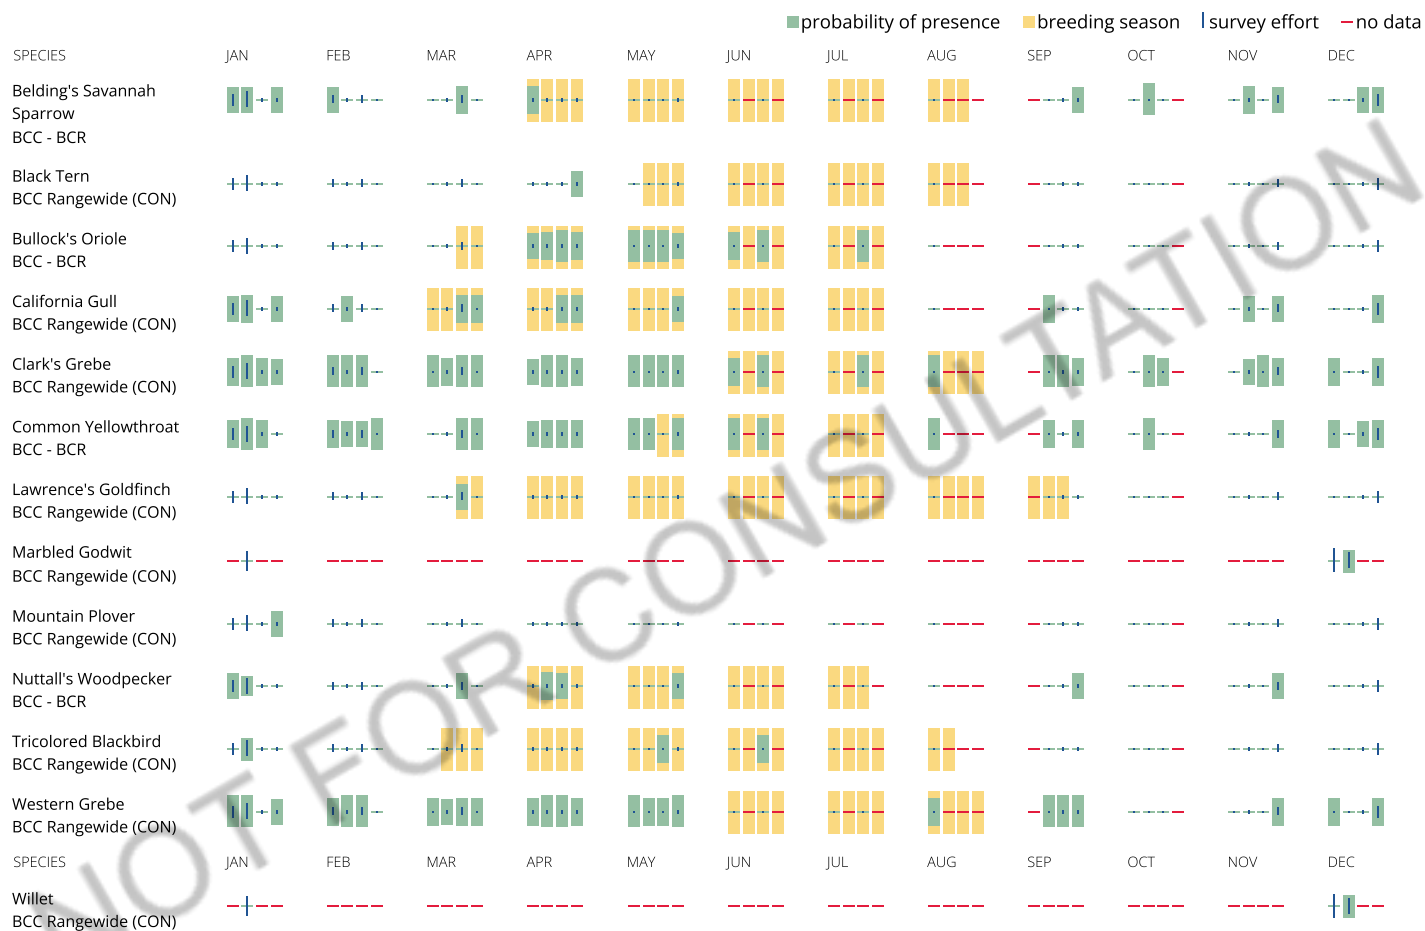 probability of presence breeding season survey effort no data
SPECIES JAN FEB MAR APR MAY JUN JUL AUG SEP OCT NOV DEC
Belding's Savannah
Sparrow
BCC - BCR
Black Tern
BCC Rangewide (CON)
Bullock's Oriole
BCC - BCR
California Gull
BCC Rangewide (CON)
Clark's Grebe
BCC Rangewide (CON)
Common Yellowthroat
BCC - BCR
Lawrence's Goldfinch
BCC Rangewide (CON)
Marbled Godwit
BCC Rangewide (CON)
Mountain Plover
BCC Rangewide (CON)
Nuttall's Woodpecker
BCC - BCR
Tricolored Blackbird
BCC Rangewide (CON)
Western Grebe
BCC Rangewide (CON)
SPECIES JAN FEB MAR APR MAY JUN JUL AUG SEP OCT NOV DEC
Willet
BCC Rangewide (CON)
NOT FOR CONSULTATION